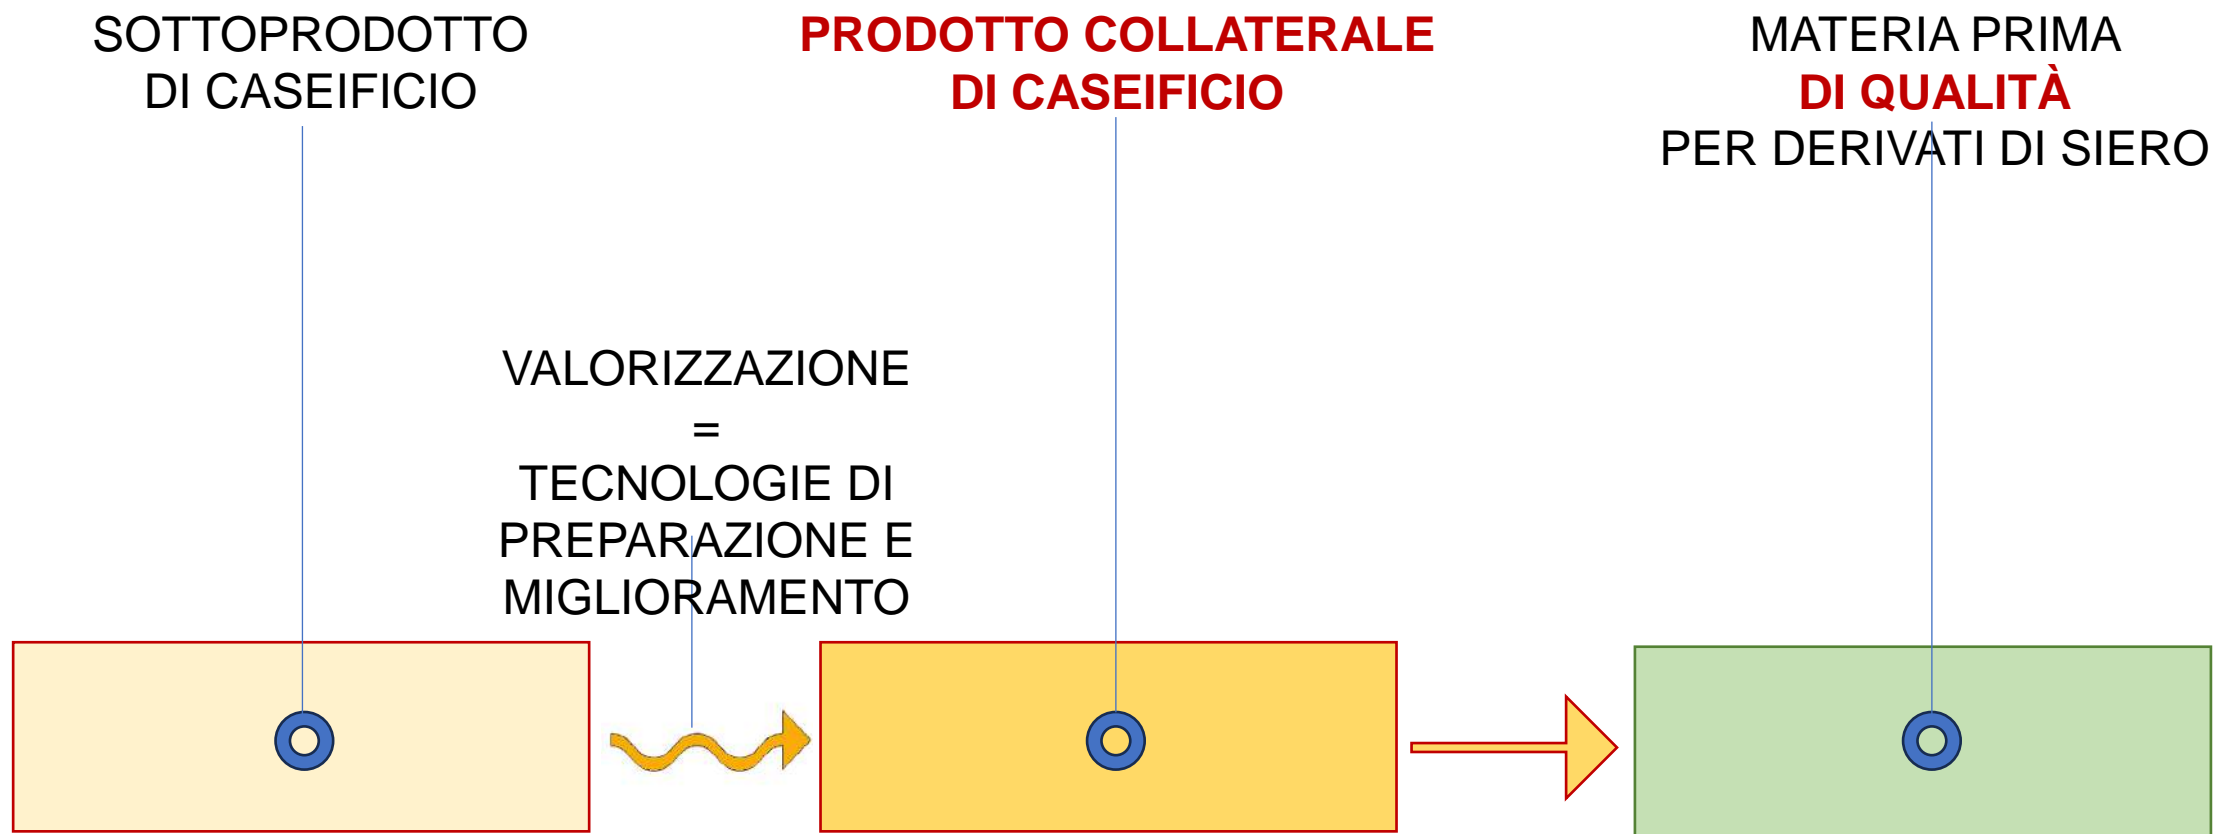 SOTTOPRODOTTO
DI CASEIFICIO
PRODOTTO COLLATERALE
DI CASEIFICIO
MATERIA PRIMA
DI QUALITÀ
PER DERIVATI DI SIERO
VALORIZZAZIONE
=
TECNOLOGIE DI
PREPARAZIONE E
MIGLIORAMENTO